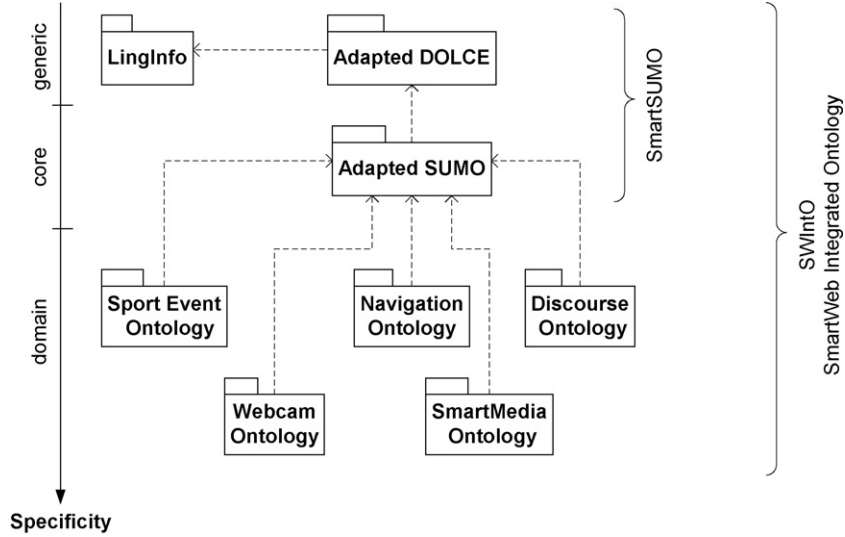 generic
LingInfo
Adapted DOLCE
SmartSUMO
core
Adapted SUMO
SWIntO
SmartWeb Integrated Ontology
domain
Sport Event
Ontology
Navigation
Ontology
Discourse
Ontology
Webcam
Ontology
SmartMedia
Ontology
Specificity